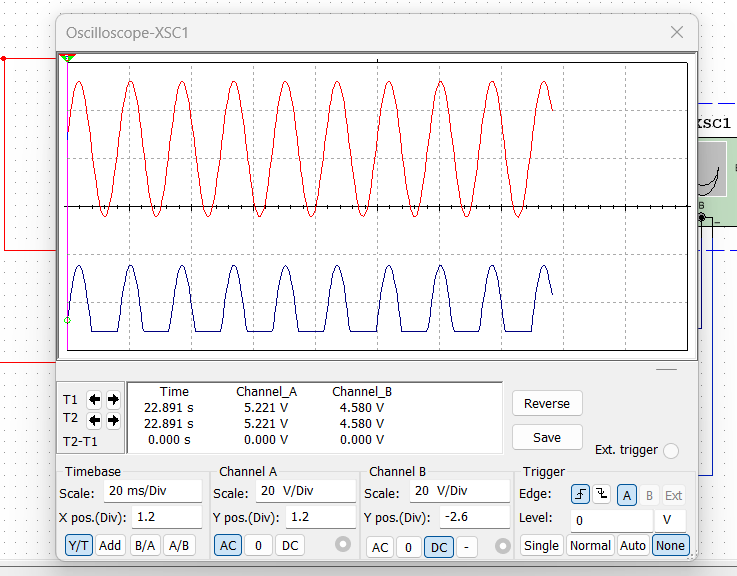 Oscilloscope-XSC1
XSC1
Time Channel_A Channel_B
T1 22.891 s 5.221 V 4.580 V
T2 22.891 s 5.221 V 4.580 V
T2-T1 0.000 s 0.000 V 0.000 V
Reverse
Save
Ext. trigger
Timebase
Scale: 20 ms/Div
X pos.(Div): 1.2
Y/T Add B/A A/B
Channel A
Scale: 20 V/Div
Y pos.(Div): 1.2
AC 0 DC
Channel B
Scale: 20 V/Div
Y pos.(Div): -2.6
AC 0 DC -
Trigger
Edge: A B Ext
Level: 0 V
Single Normal Auto None